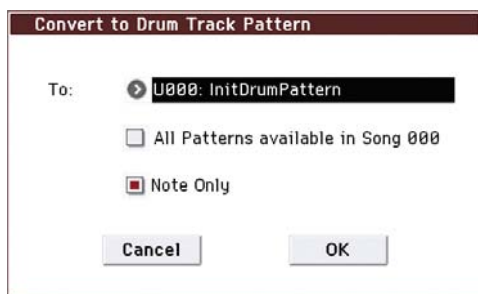 Convert to Drum Track Pattern
To: U000: InitDrumPattern
All Patterns available in Song 000
Note Only
Cancel OK